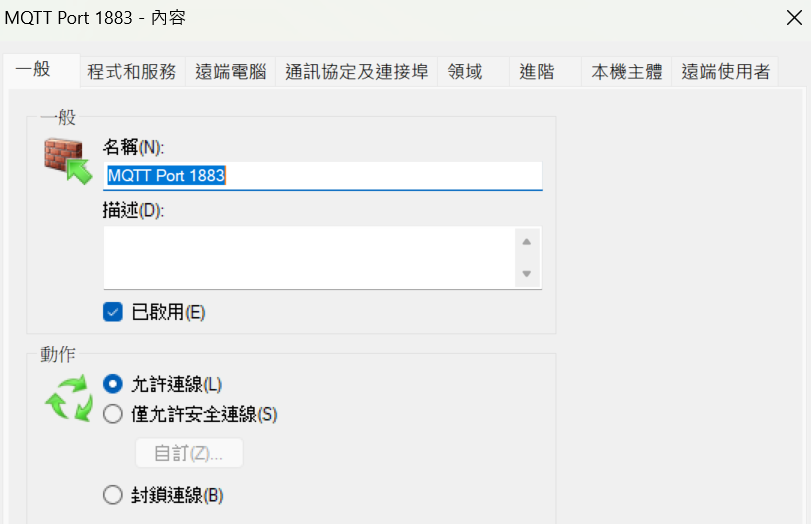 MQTT Port 1883 - 內容
一般 程式和服務 遠端電腦 通訊協定及連接埠 領域 進階 本機主體 遠端使用者
一般
名稱(N):
MQTT Port 1883
描述(D):
已啟用(E)
動作
允許連線(L)
僅允許安全連線(S)
自訂(Z)...
封鎖連線(B)